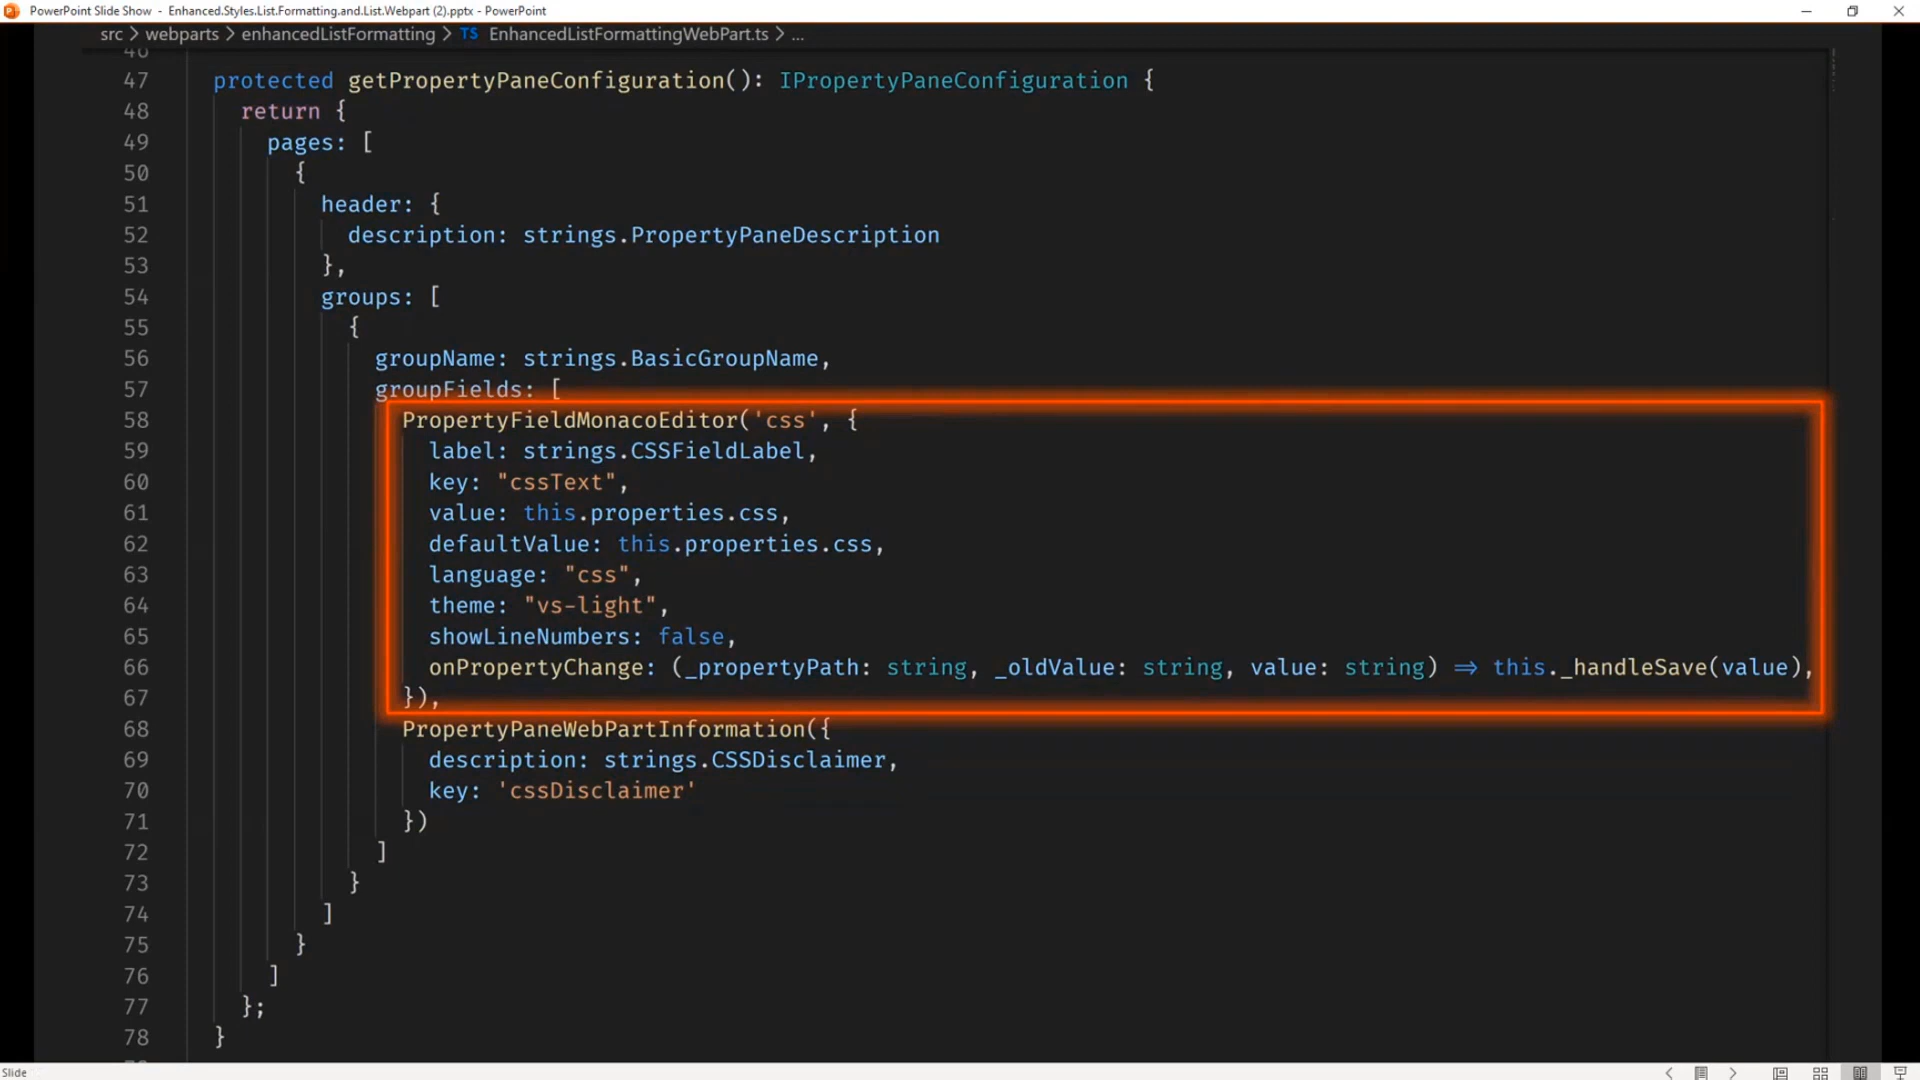 PowerPoint Slide Show - Enhanced.Styles.List.Formatting.and.List.Webpart (2).pptx - PowerPoint
src > webparts > enhancedListFormatting > TS EnhancedListFormattingWebPart.ts > ...
46
47 protected getPropertyPaneConfiguration(): IPropertyPaneConfiguration {
48 return {
49 pages: [
50 {
51 header: {
52 description: strings.PropertyPaneDescription
53 },
54 groups: [
55 {
56 groupName: strings.BasicGroupName,
57 groupFields: [
58 PropertyFieldMonacoEditor('css', {
59 label: strings.CSSFieldLabel,
60 key: "cssText",
61 value: this.properties.css,
62 defaultValue: this.properties.css,
63 language: "css",
64 theme: "vs-light",
65 showLineNumbers: false,
66 onPropertyChange: (_propertyPath: string, _oldValue: string, value: string) ⇒ this._handleSave(value),
67 }),
68 PropertyPaneWebPartInformation({
69 description: strings.CSSDisclaimer,
70 key: 'cssDisclaimer'
71 })
72 ]
73 }
74 ]
75 }
76 ]
77 };
78 }
Slide